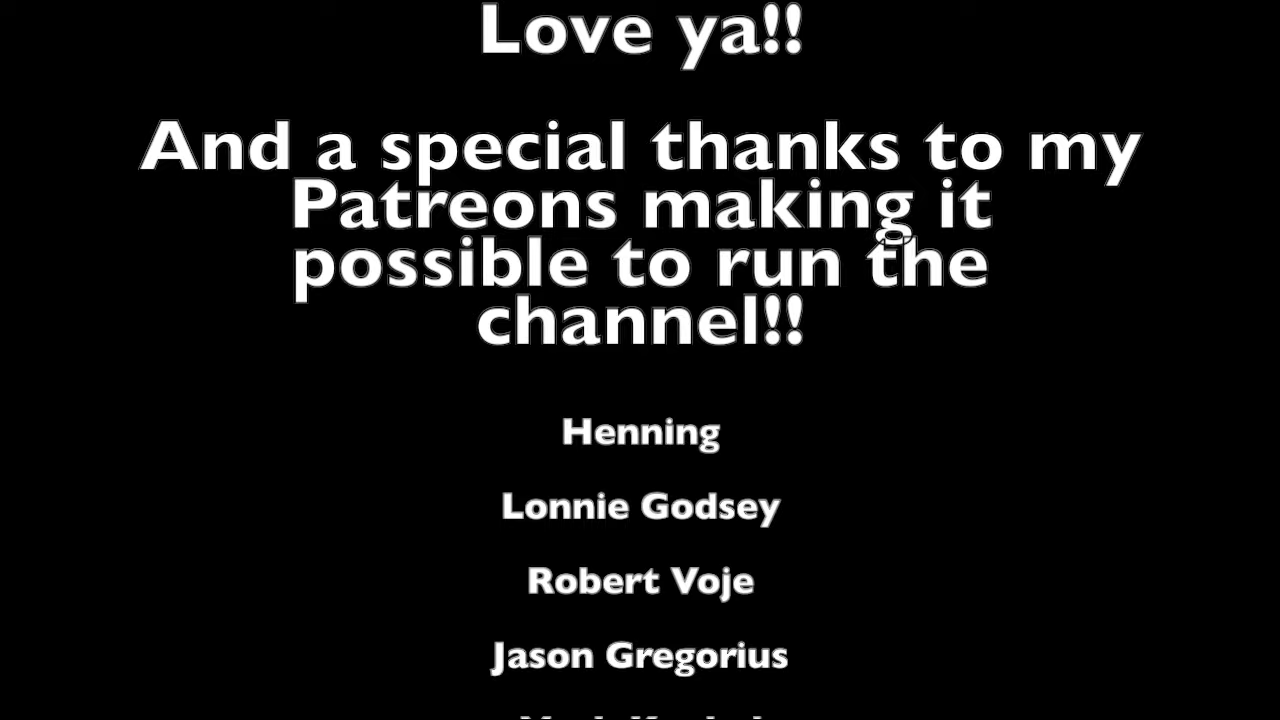 Love ya!!
And a special thanks to my
Patreons making it
possible to run the
channel!!
Henning
Lonnie Godsey
Robert Voje
Jason Gregorius